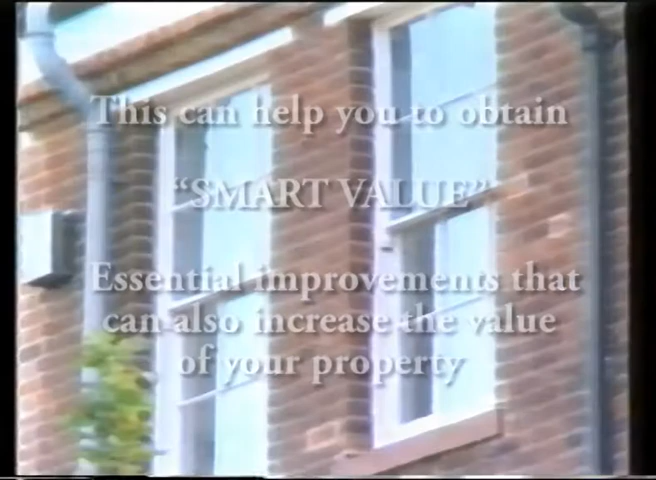 This can help you to obtain
“SMART VALUE”
Essential improvements that
can also increase the value
of your property